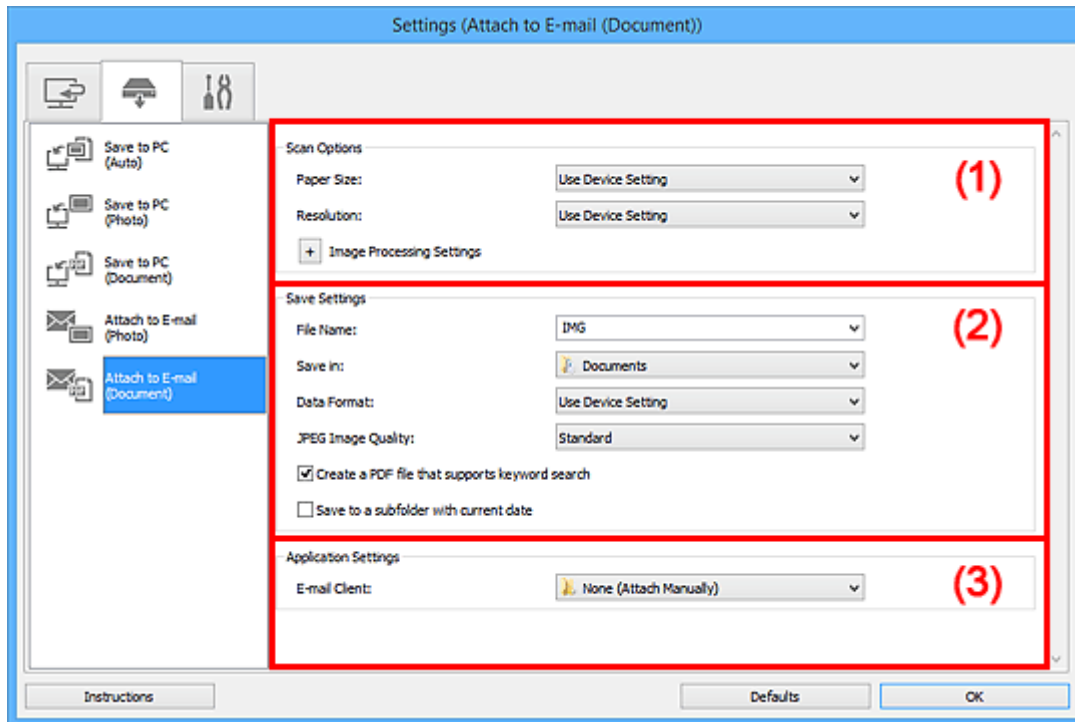 Settings (Attach to E-mail (Document))
Save to PC
(Auto)
Save to PC
(Photo)
Save to PC
(Document)
Attach to E-mail
(Photo)
Attach to E-mail
(Document)
Scan Options
(1)
Paper Size: Use Device Setting
Resolution: Use Device Setting
+ Image Processing Settings
Save Settings
(2)
File Name: IMG
Save in: Documents
Data Format: Use Device Setting
JPEG Image Quality: Standard
Create a PDF file that supports keyword search
Save to a subfolder with current date
Application Settings
(3)
E-mail Client: None (Attach Manually)
Instructions Defaults OK